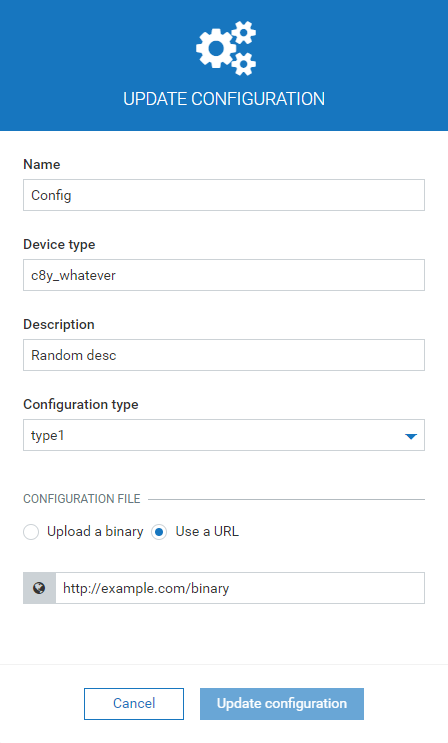 UPDATE CONFIGURATION
Name
Config
Device type
c8y_whatever
Description
Random desc
Configuration type
type1
CONFIGURATION FILE
Upload a binary Use a URL
http://example.com/binary
Cancel Update configuration